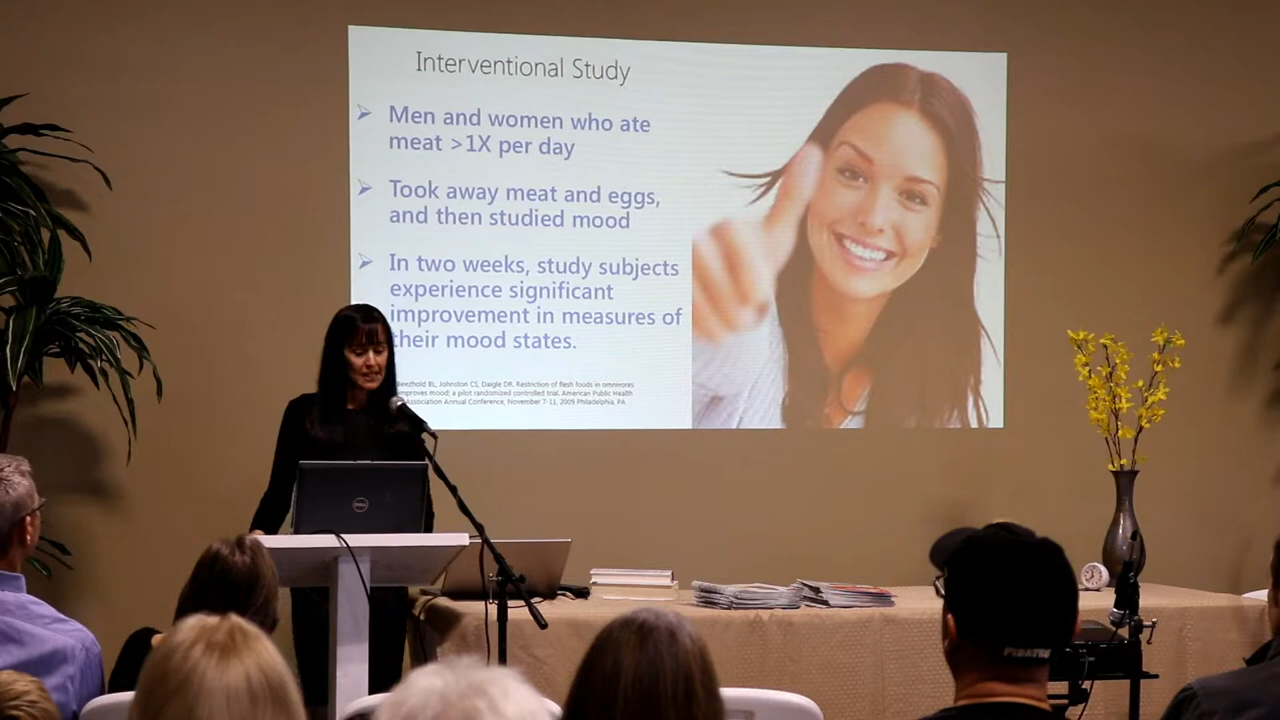 Interventional Study
Men and women who ate
meat >1X per day
Took away meat and eggs,
and then studied mood
In two weeks, study subjects
experience significant
improvement in measures of
their mood states.
Beezhold BL, Johnston CS, Daigle DR. Restriction of flesh foods in omnivores
improves mood: a pilot randomized controlled trial. American Public Health
Association Annual Conference, November 7-11, 2009 Philadelphia, PA
DELL
PIRATES